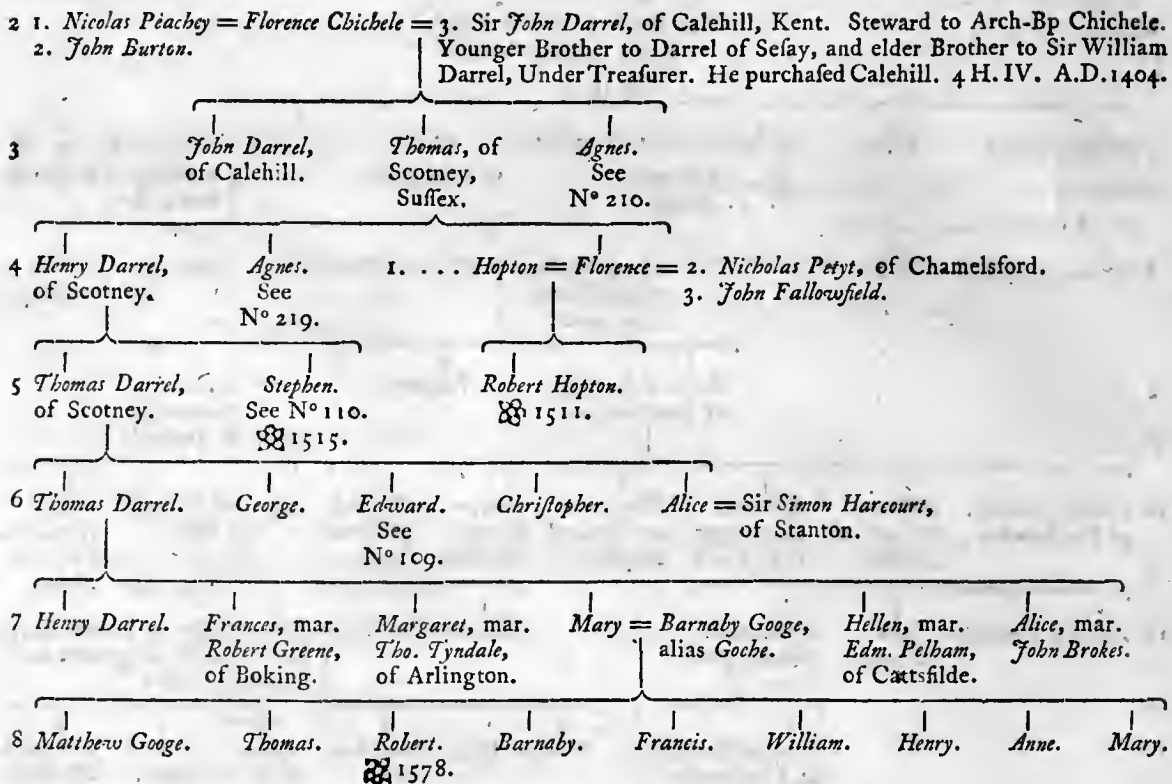 2 1. Nicolas Peachey = Florence Chichele = 3. Sir John Darrel, of Calehill, Kent. Steward to Arch-Bp Chichele.
2. John Burton. Younger Brother to Darrel of Seſay, and elder Brother to Sir William
Darrel, Under Treaſurer. He purchaſed Calehill. 4 H. IV. A.D. 1404.
3 John Darrel, Thomas, of Agnes.
of Calehill. Scotney, See
Suſſex. Nº 210.
4 Henry Darrel, Agnes. 1. . . . Hopton = Florence = 2. Nicholas Petyt, of Chamelsford.
of Scotney. See 3. John Fallowfield.
Nº 219.
5 Thomas Darrel, Stephen. Robert Hopton.
of Scotney. See Nº 110. 1511.
1515.
6 Thomas Darrel. George. Edward. Chriſtopher. Alice = Sir Simon Harcourt,
See of Stanton.
Nº 109.
7 Henry Darrel. Frances, mar. Margaret, mar. Mary = Barnaby Googe, Hellen, mar. Alice, mar.
Robert Greene, Tho. Tyndale, alias Goche. Edm. Pelham, John Brokes.
of Boking. of Arlington. of Cattsfilde.
8 Matthew Googe. Thomas. Robert. Barnaby. Francis. William. Henry. Anne. Mary.
1578.